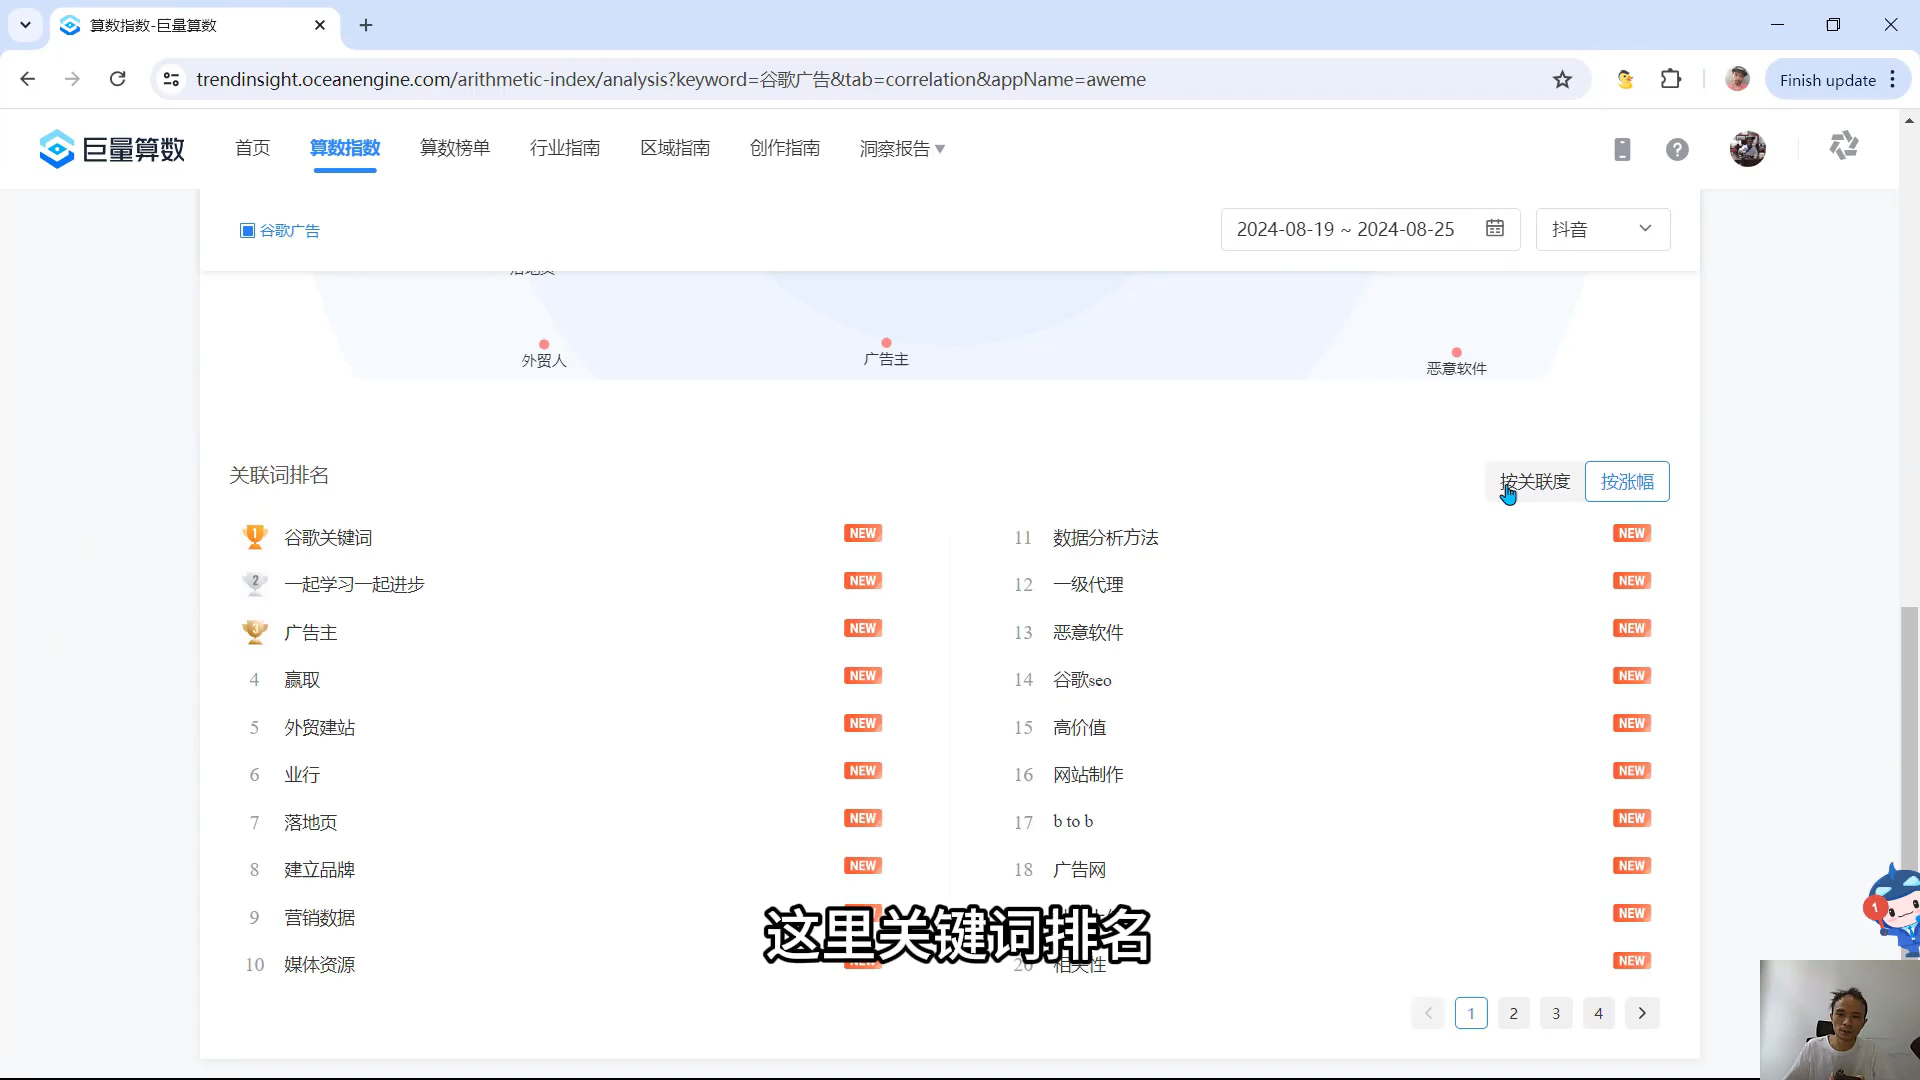 算数指数-巨量算数
trendinsight.oceanengine.com/arithmetic-index/analysis?keyword=谷歌广告&tab=correlation&appName=aweme
Finish update
巨量算数
首页
算数指数
算数榜单
行业指南
区域指南
创作指南
洞察报告
谷歌广告
2024-08-19 ~ 2024-08-25
抖音
外贸人
广告主
恶意软件
关联词排名
按关联度
按涨幅
1 谷歌关键词 NEW
2 一起学习一起进步 NEW
3 广告主 NEW
4 赢取 NEW
5 外贸建站 NEW
6 业行 NEW
7 落地页 NEW
8 建立品牌 NEW
9 营销数据
10 媒体资源
11 数据分析方法 NEW
12 一级代理 NEW
13 恶意软件 NEW
14 谷歌seo NEW
15 高价值 NEW
16 网站制作 NEW
17 b to b NEW
18 广告网 NEW
NEW
20 相关性 NEW
这里关键词排名
1
1
2
3
4